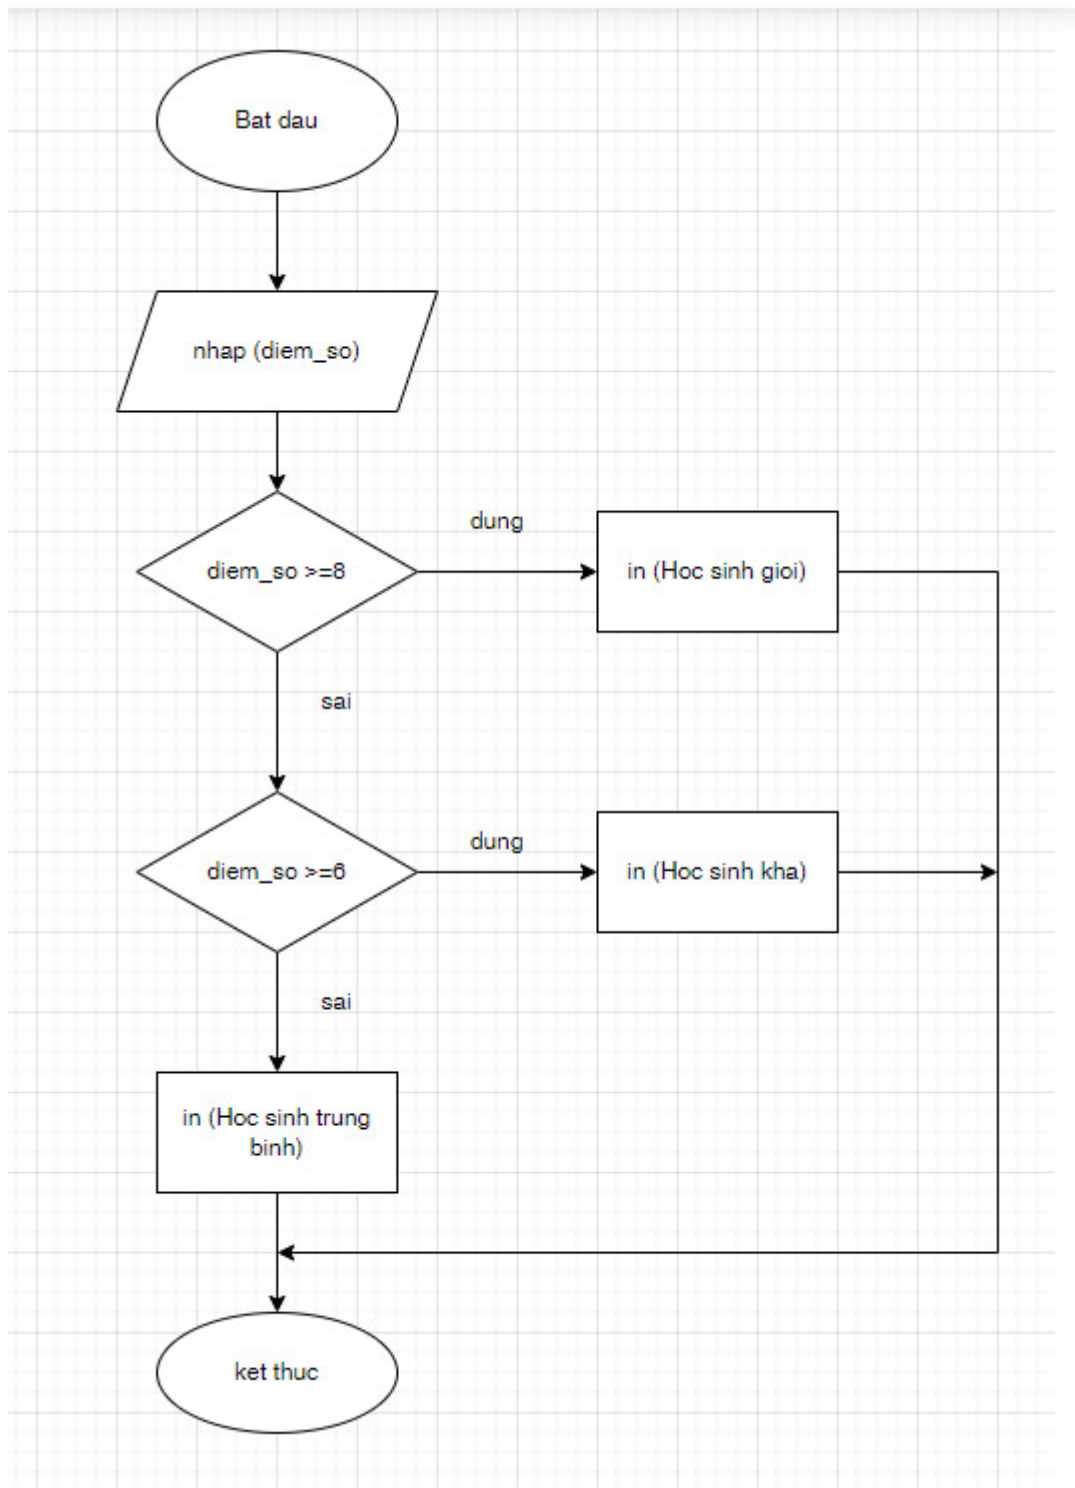 Bat dau
nhap (diem_so)
diem_so >=8
dung
in (Hoc sinh gioi)
sai
diem_so >=6
dung
in (Hoc sinh kha)
sai
in (Hoc sinh trung
binh)
ket thuc